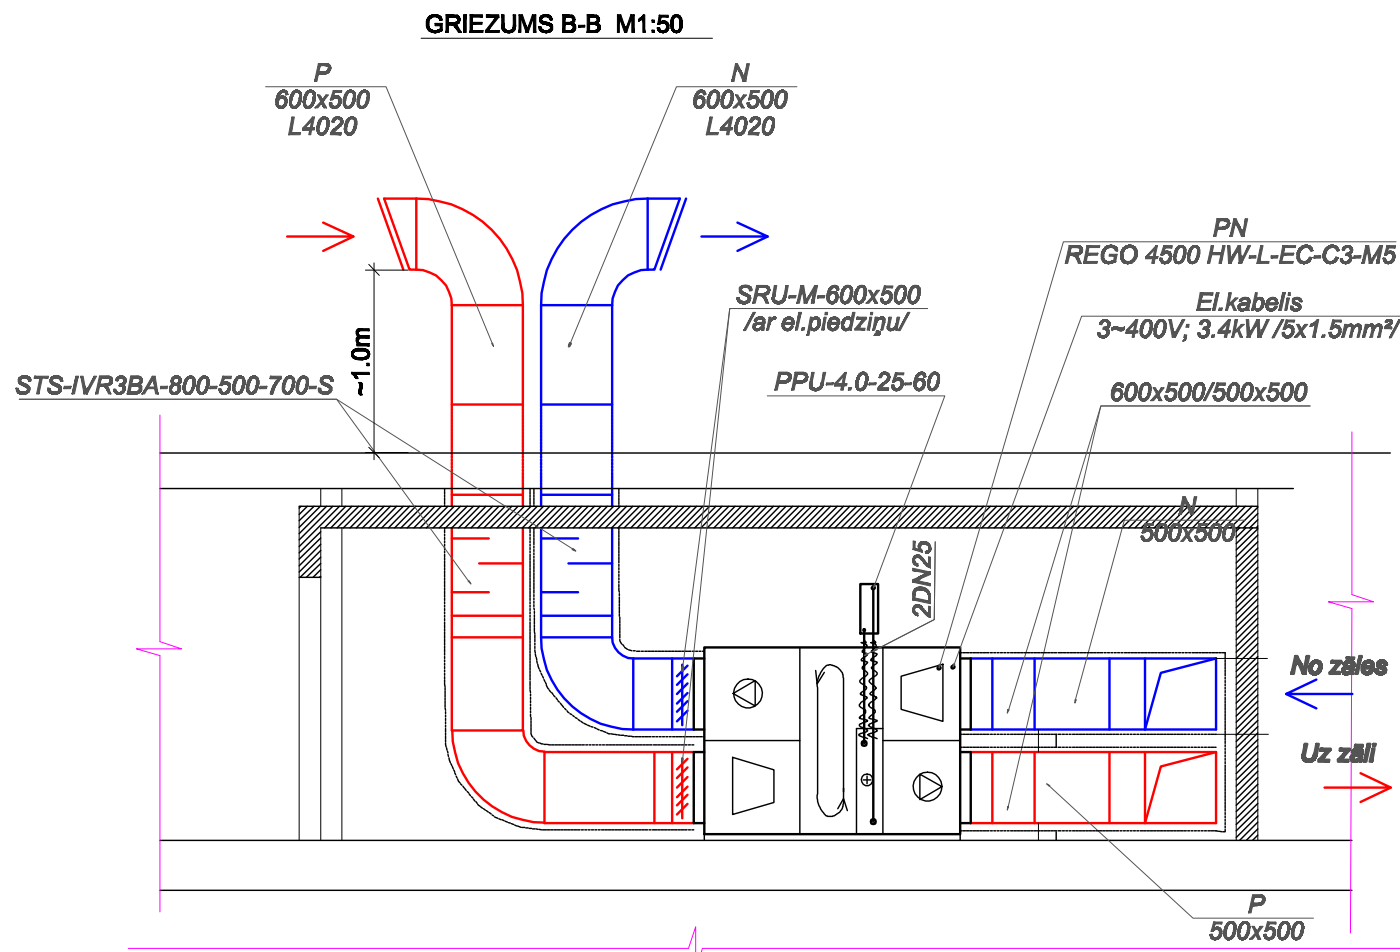 GRIEZUMS B-B M1:50
P
600x500
L4020
N
600x500
L4020
PN
REGO 4500 HW-L-EC-C3-M5
SRU-M-600x500
/ar el.piedziņu/
El.kabelis
3~400V; 3.4kW /5x1.5mm²/
~1.0m
STS-IVR3BA-800-500-700-S
PPU-4.0-25-60
600x500/500x500
N
500x500
2DN25
No zāles
Uz zāli
P
500x500